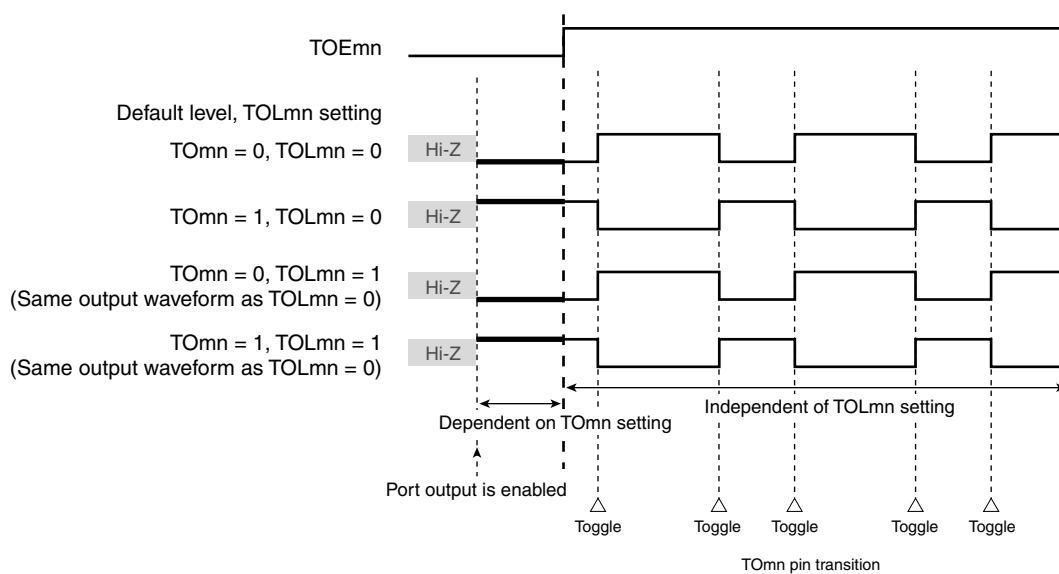 TOEmn
Default level, TOLmn setting
TOmn = 0, TOLmn = 0
Hi-Z
TOmn = 1, TOLmn = 0
Hi-Z
TOmn = 0, TOLmn = 1
(Same output waveform as TOLmn = 0)
Hi-Z
TOmn = 1, TOLmn = 1
(Same output waveform as TOLmn = 0)
Hi-Z
Independent of TOLmn setting
Dependent on TOmn setting
Port output is enabled
Toggle Toggle Toggle Toggle Toggle
TOmn pin transition